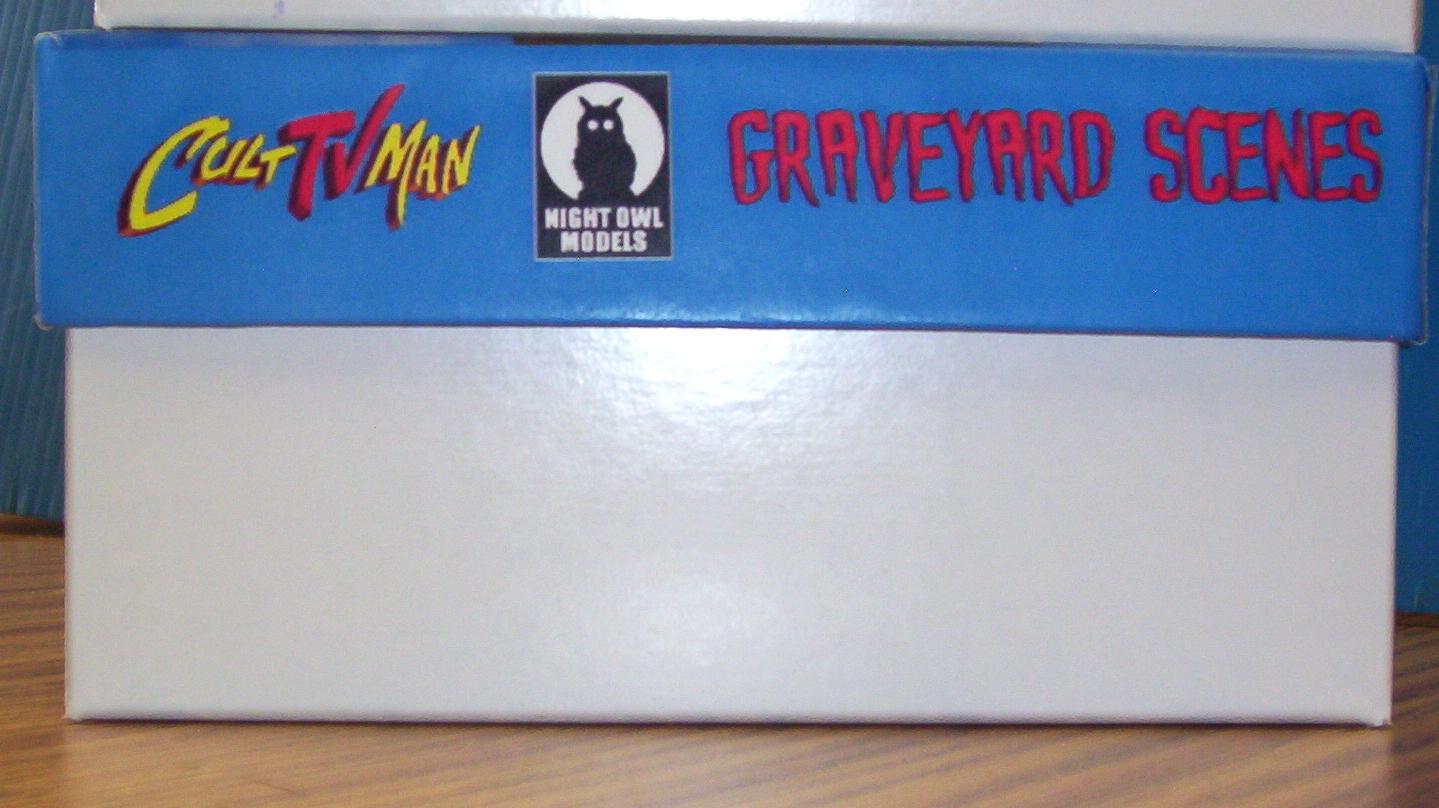 CULT TV MAN
NIGHT OWL
MODELS
GRAVEYARD SCENES